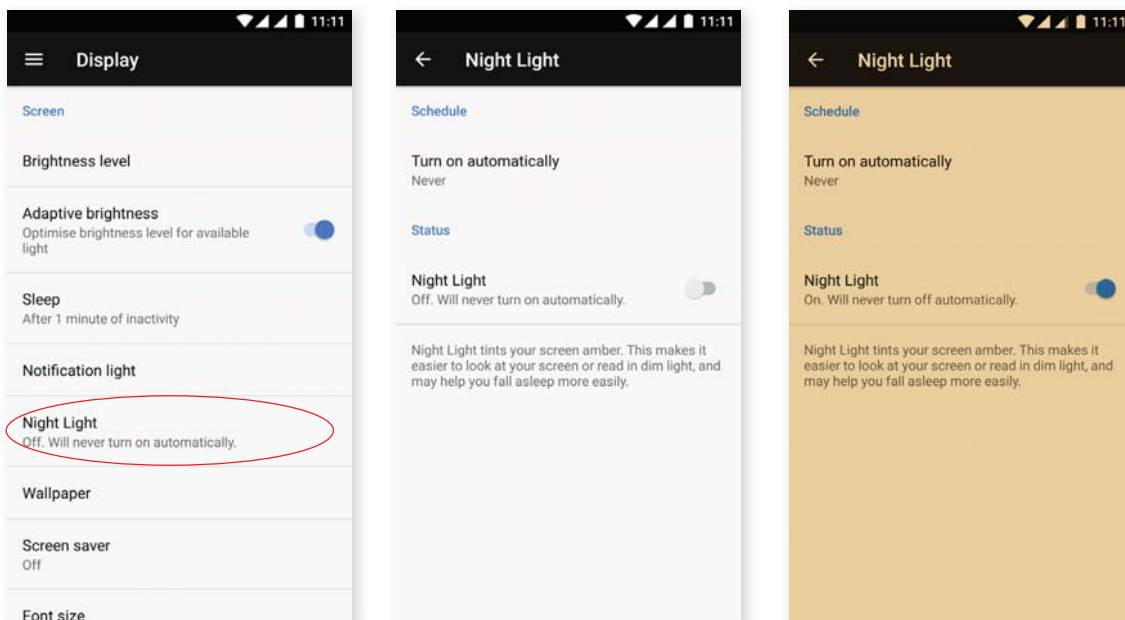 11:11
Display
Screen
Brightness level
Adaptive brightness
Optimise brightness level for available
light
Sleep
After 1 minute of inactivity
Notification light
Night Light
Off. Will never turn on automatically.
Wallpaper
Screen saver
Off
Font size
11:11
Night Light
Schedule
Turn on automatically
Never
Status
Night Light
Off. Will never turn on automatically.
Night Light tints your screen amber. This makes it
easier to look at your screen or read in dim light, and
may help you fall asleep more easily.
11:11
Night Light
Schedule
Turn on automatically
Never
Status
Night Light
On. Will never turn off automatically.
Night Light tints your screen amber. This makes it
easier to look at your screen or read in dim light, and
may help you fall asleep more easily.